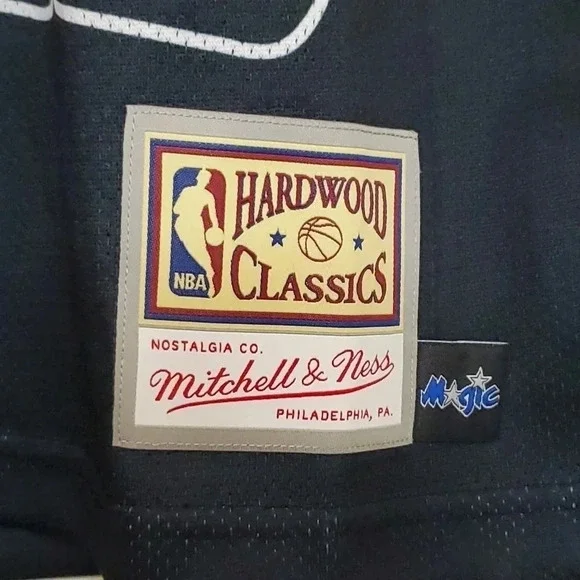 HARDWOOD
CLASSICS
NBA
NOSTALGIA CO.
Mitchell & Ness
PHILADELPHIA, PA.
Magic